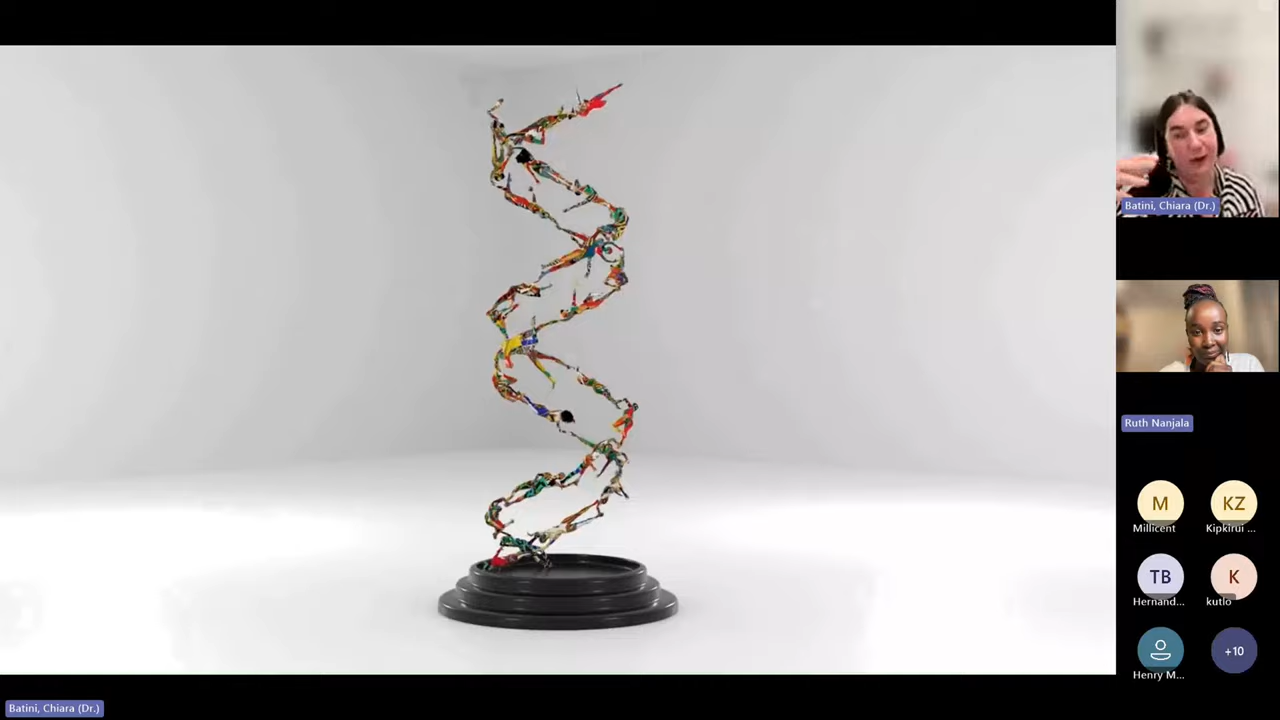 Batini, Chiara (Dr.)
Ruth Nanjala
M
KZ
Millicent
Kipkirui ...
TB
K
Hernand...
kutlo
+10
Henry M...
Batini, Chiara (Dr.)